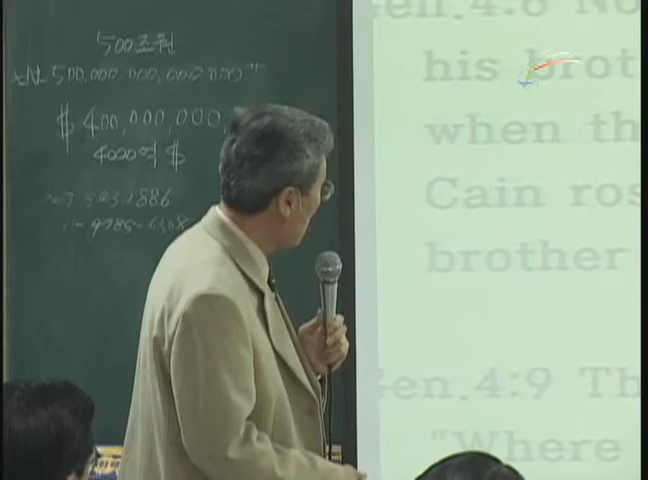 500조원
₩500,000,000,000,000
$400,000,000,
4000억 $
Gen. 4:8 No
his brot
when th
Cain ros
brother
Gen. 4:9 Th
"Where